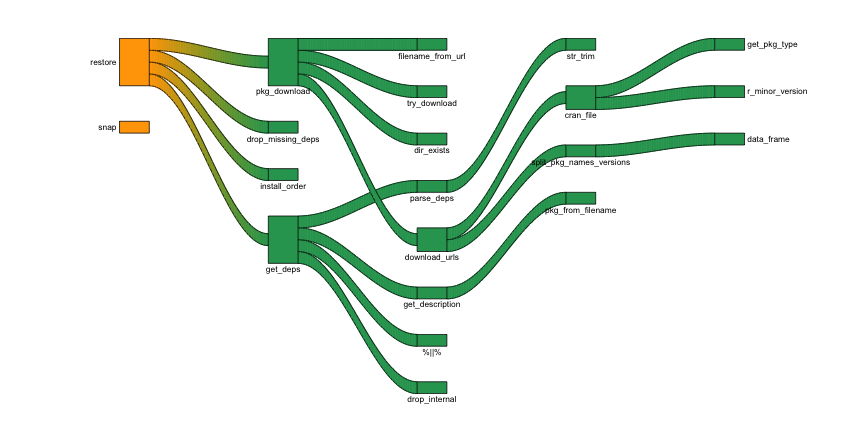 restore
snap
pkg_download
drop_missing_deps
install_order
get_deps
filename_from_url
try_download
dir_exists
parse_deps
download_urls
get_description
%||%
drop_internal
str_trim
cran_file
split_pkg_names_versions
pkg_from_filename
get_pkg_type
r_minor_version
data_frame